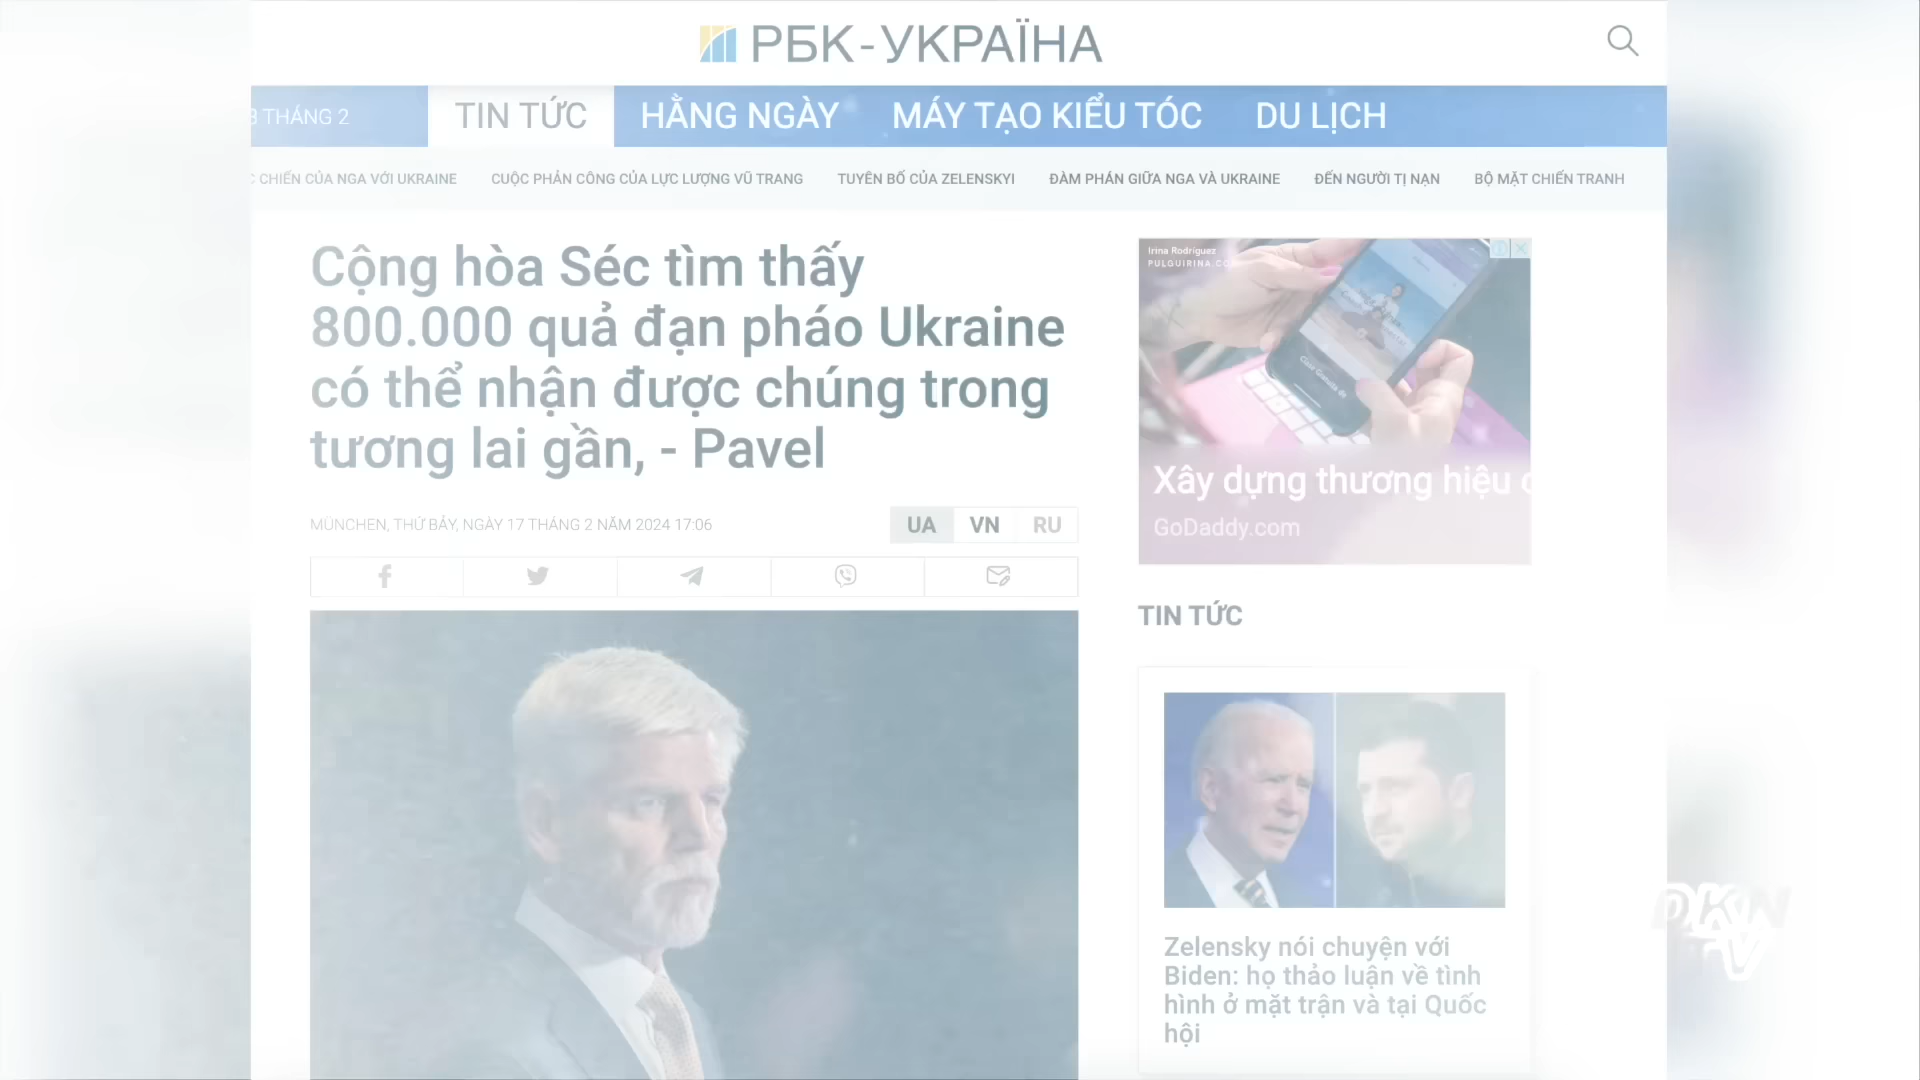 РБК-УКРАЇНА
THÁNG 2
TIN TỨC
HẰNG NGÀY
MÁY TẠO KIỂU TÓC
DU LỊCH
CHIẾN CỦA NGA VỚI UKRAINE
CUỘC PHẢN CÔNG CỦA LỰC LƯỢNG VŨ TRANG
TUYÊN BỐ CỦA ZELENSKYI
ĐÀM PHÁN GIỮA NGA VÀ UKRAINE
ĐẾN NGƯỜI TỊ NẠN
BỘ MẶT CHIẾN TRANH
Cộng hòa Séc tìm thấy
800.000 quả đạn pháo Ukraine
có thể nhận được chúng trong
tương lai gần, - Pavel
MÜNCHEN, THỨ BẢY, NGÀY 17 THÁNG 2 NĂM 2024 17:06
UA
VN
RU
Irina Rodríguez
Xây dựng thương hiệu
GoDaddy.com
TIN TỨC
Zelensky nói chuyện với
Biden: họ thảo luận về tình
hình ở mặt trận và tại Quốc
hội